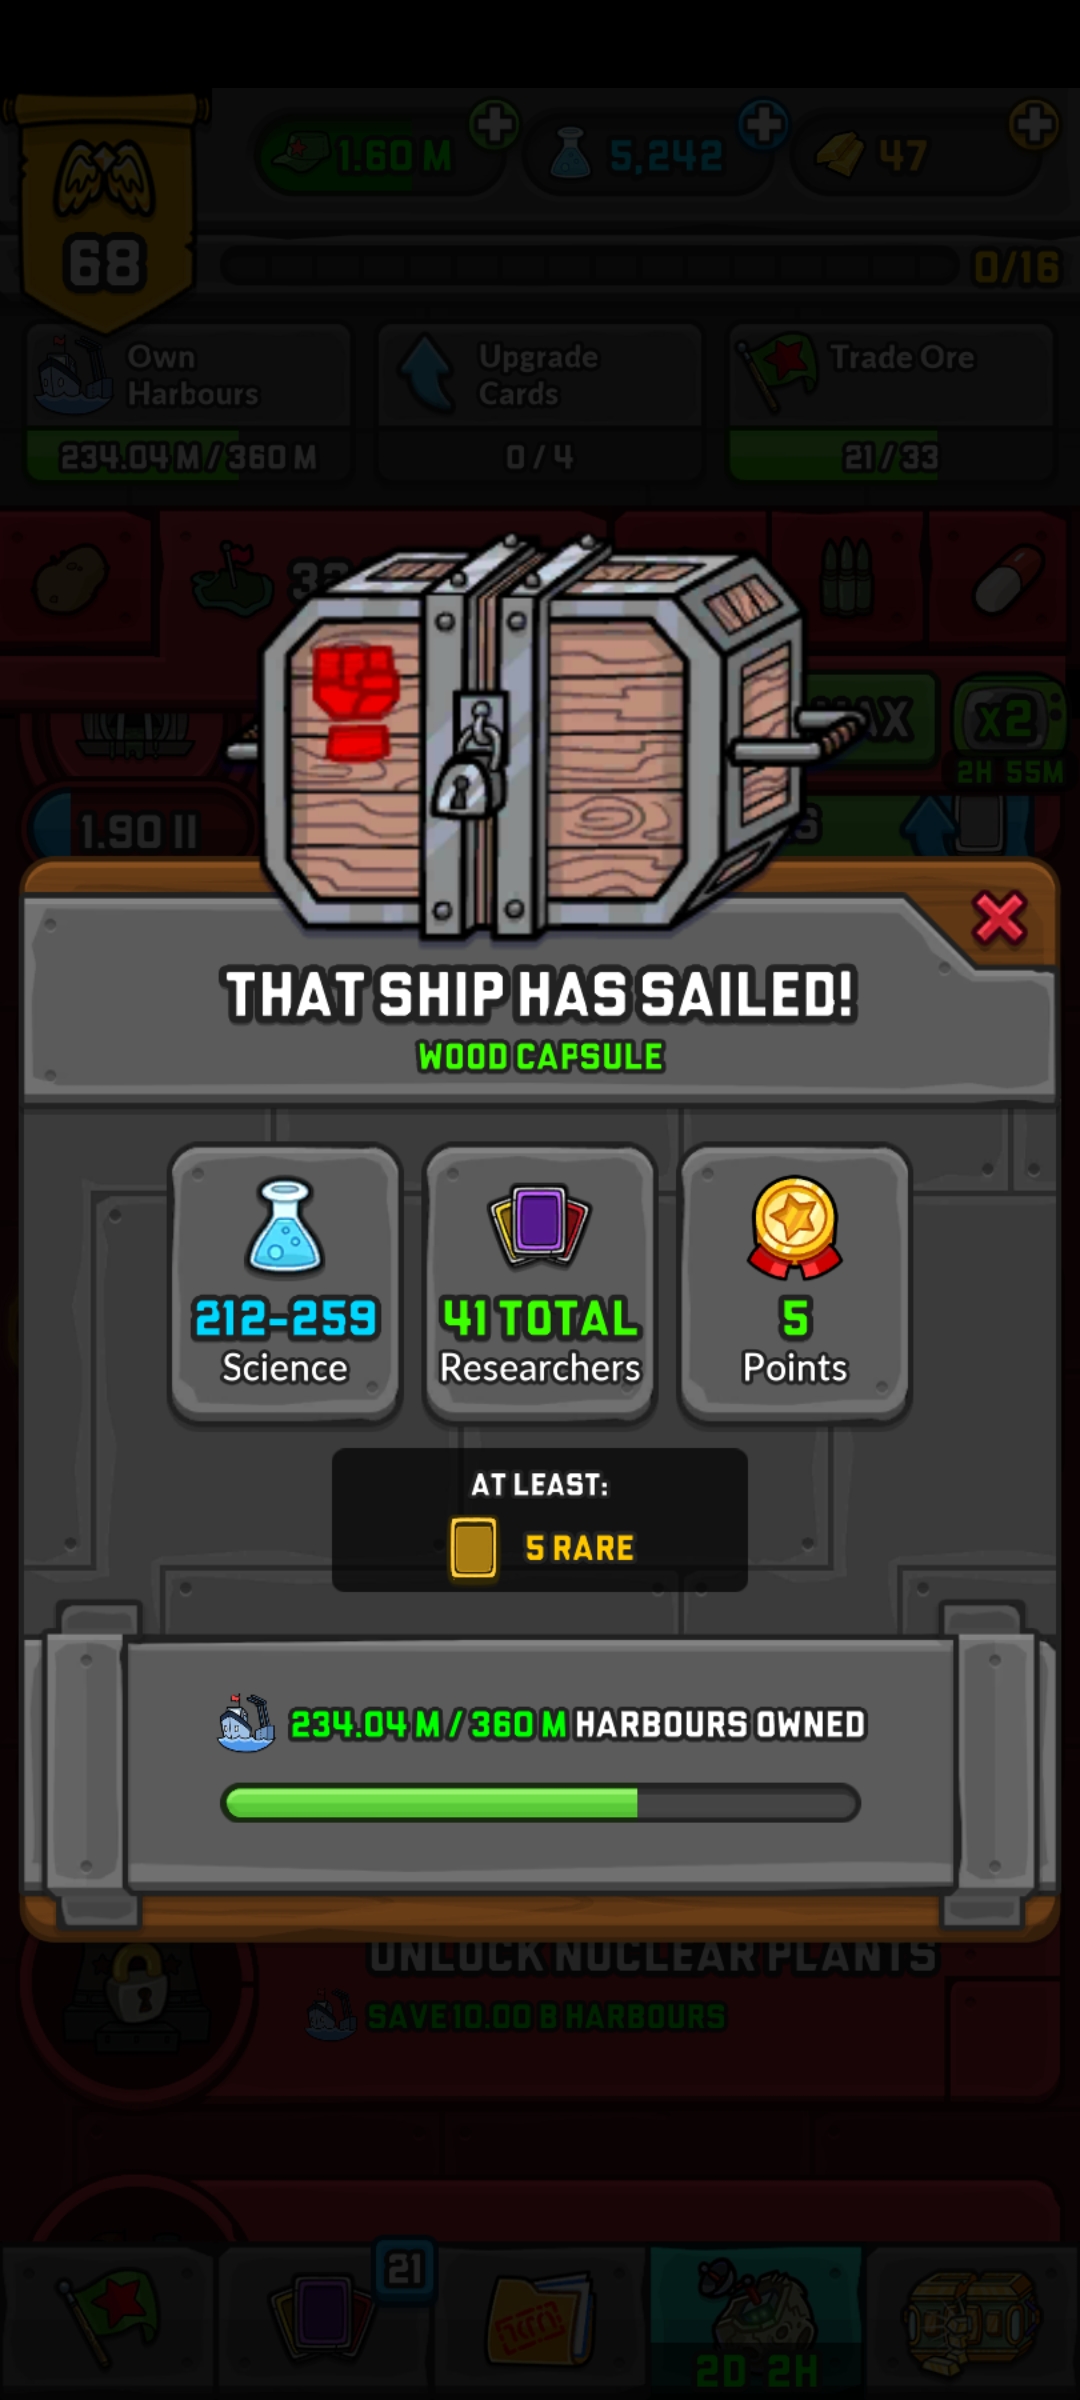 1.60 M
5,242
47
68
0/16
Own
Harbours
Upgrade
Cards
Trade Ore
234.04 M / 360 M
0 / 4
21 / 33
x2
2H 55M
1.90 II
THAT SHIP HAS SAILED!
WOOD CAPSULE
212-259
Science
41 TOTAL
Researchers
5
Points
AT LEAST:
5 RARE
234.04 M / 360 M HARBOURS OWNED
UNLOCK NUCLEAR PLANTS
SAVE 10.00 B HARBOURS
21
2D 2H